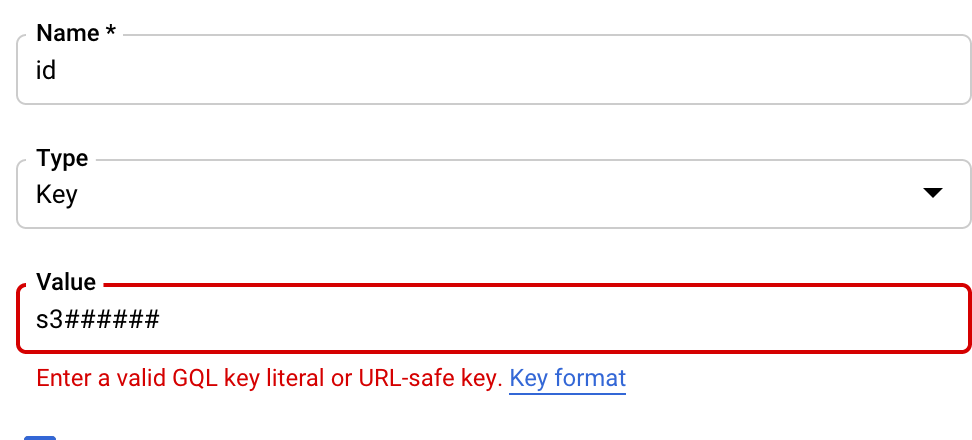 Name *
id
Type
Key
Value
s3######
Enter a valid GQL key literal or URL-safe key. Key format